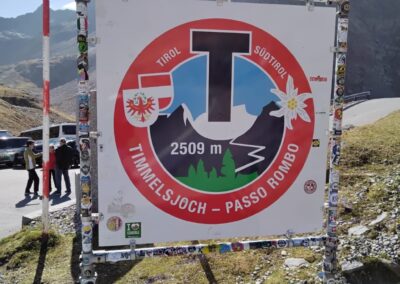 TIROL
SÜDTIROL
T
2509 m
TIMMELSJOCH – PASSO ROMBO